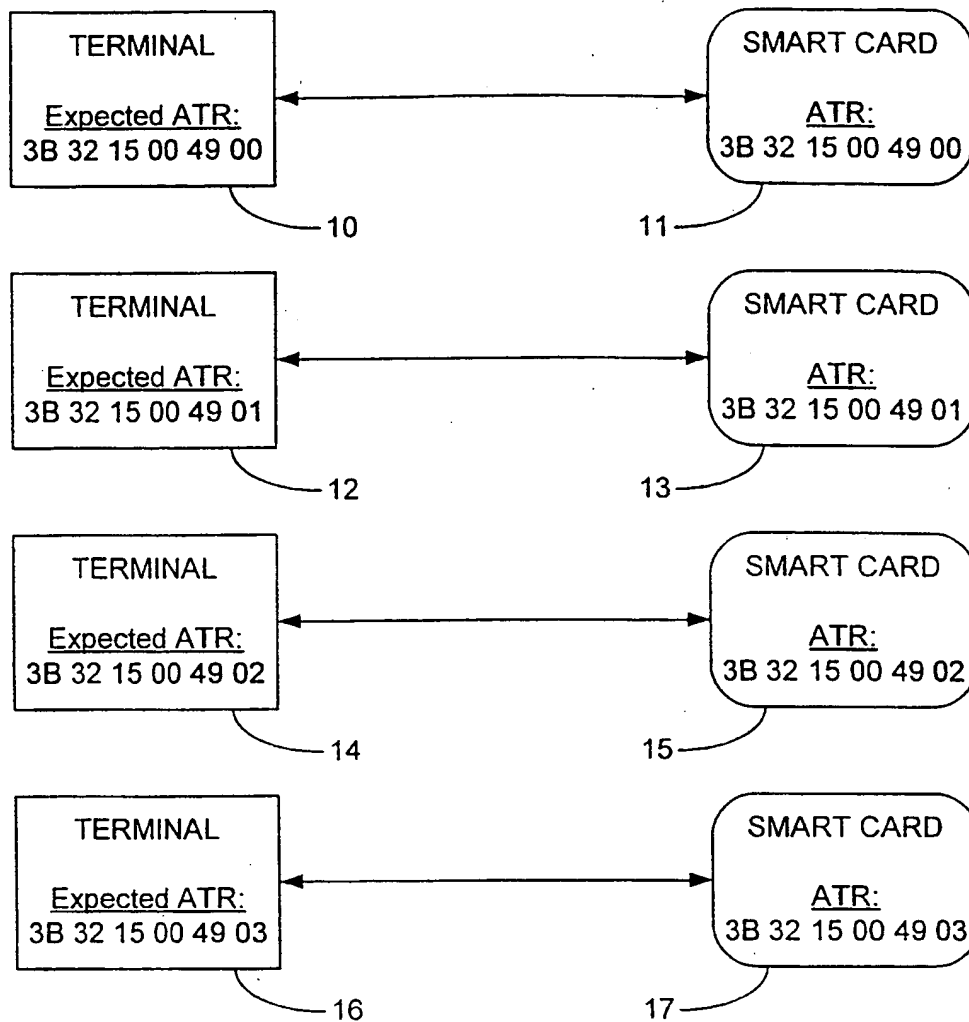 TERMINAL
Expected ATR:
3B 32 15 00 49 00
10
SMART CARD
ATR:
3B 32 15 00 49 00
11
TERMINAL
Expected ATR:
3B 32 15 00 49 01
12
SMART CARD
ATR:
3B 32 15 00 49 01
13
TERMINAL
Expected ATR:
3B 32 15 00 49 02
14
SMART CARD
ATR:
3B 32 15 00 49 02
15
TERMINAL
Expected ATR:
3B 32 15 00 49 03
16
SMART CARD
ATR:
3B 32 15 00 49 03
17